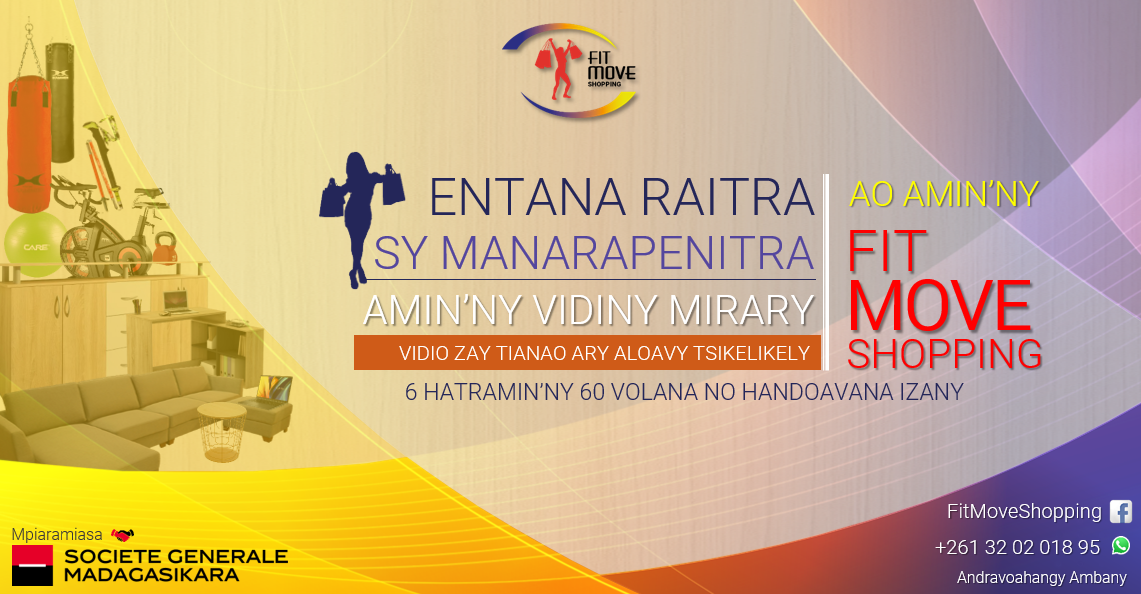 FIT
MOVE
SHOPPING
ENTANA RAITRA
SY MANARAPENITRA
AMIN’NY VIDINY MIRARY
VIDIO ZAY TIANAO ARY ALOAVY TSIKELIKELY
6 HATRAMIN’NY 60 VOLANA NO HANDOAVANA IZANY
AO AMIN’NY
FIT
MOVE
SHOPPING
CARE
Mpiaramiasa
SOCIETE GENERALE
MADAGASIKARA
FitMoveShopping
+261 32 02 018 95
Andravoahangy Ambany